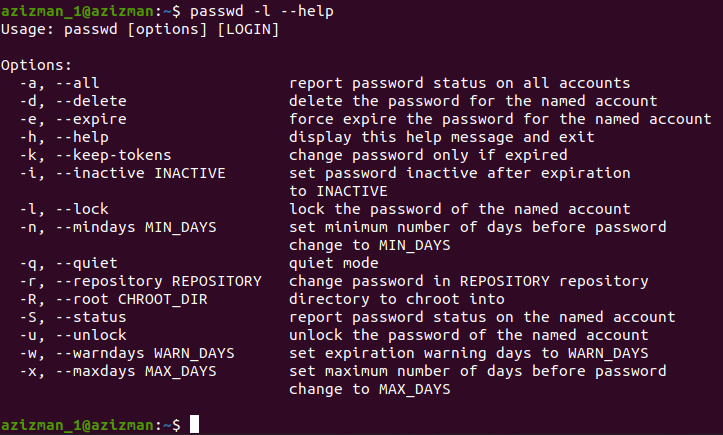 azizman_1@azizman:~$ passwd -l --help
Usage: passwd [options] [LOGIN]

Options:
  -a, --all                     report password status on all accounts
  -d, --delete                  delete the password for the named account
  -e, --expire                  force expire the password for the named account
  -h, --help                    display this help message and exit
  -k, --keep-tokens             change password only if expired
  -i, --inactive INACTIVE       set password inactive after expiration
                                to INACTIVE
  -l, --lock                    lock the password of the named account
  -n, --mindays MIN_DAYS        set minimum number of days before password
                                change to MIN_DAYS
  -q, --quiet                   quiet mode
  -r, --repository REPOSITORY   change password in REPOSITORY repository
  -R, --root CHROOT_DIR         directory to chroot into
  -S, --status                  report password status on the named account
  -u, --unlock                  unlock the password of the named account
  -w, --warndays WARN_DAYS      set expiration warning days to WARN_DAYS
  -x, --maxdays MAX_DAYS        set maximum number of days before password
                                change to MAX_DAYS

azizman_1@azizman:~$